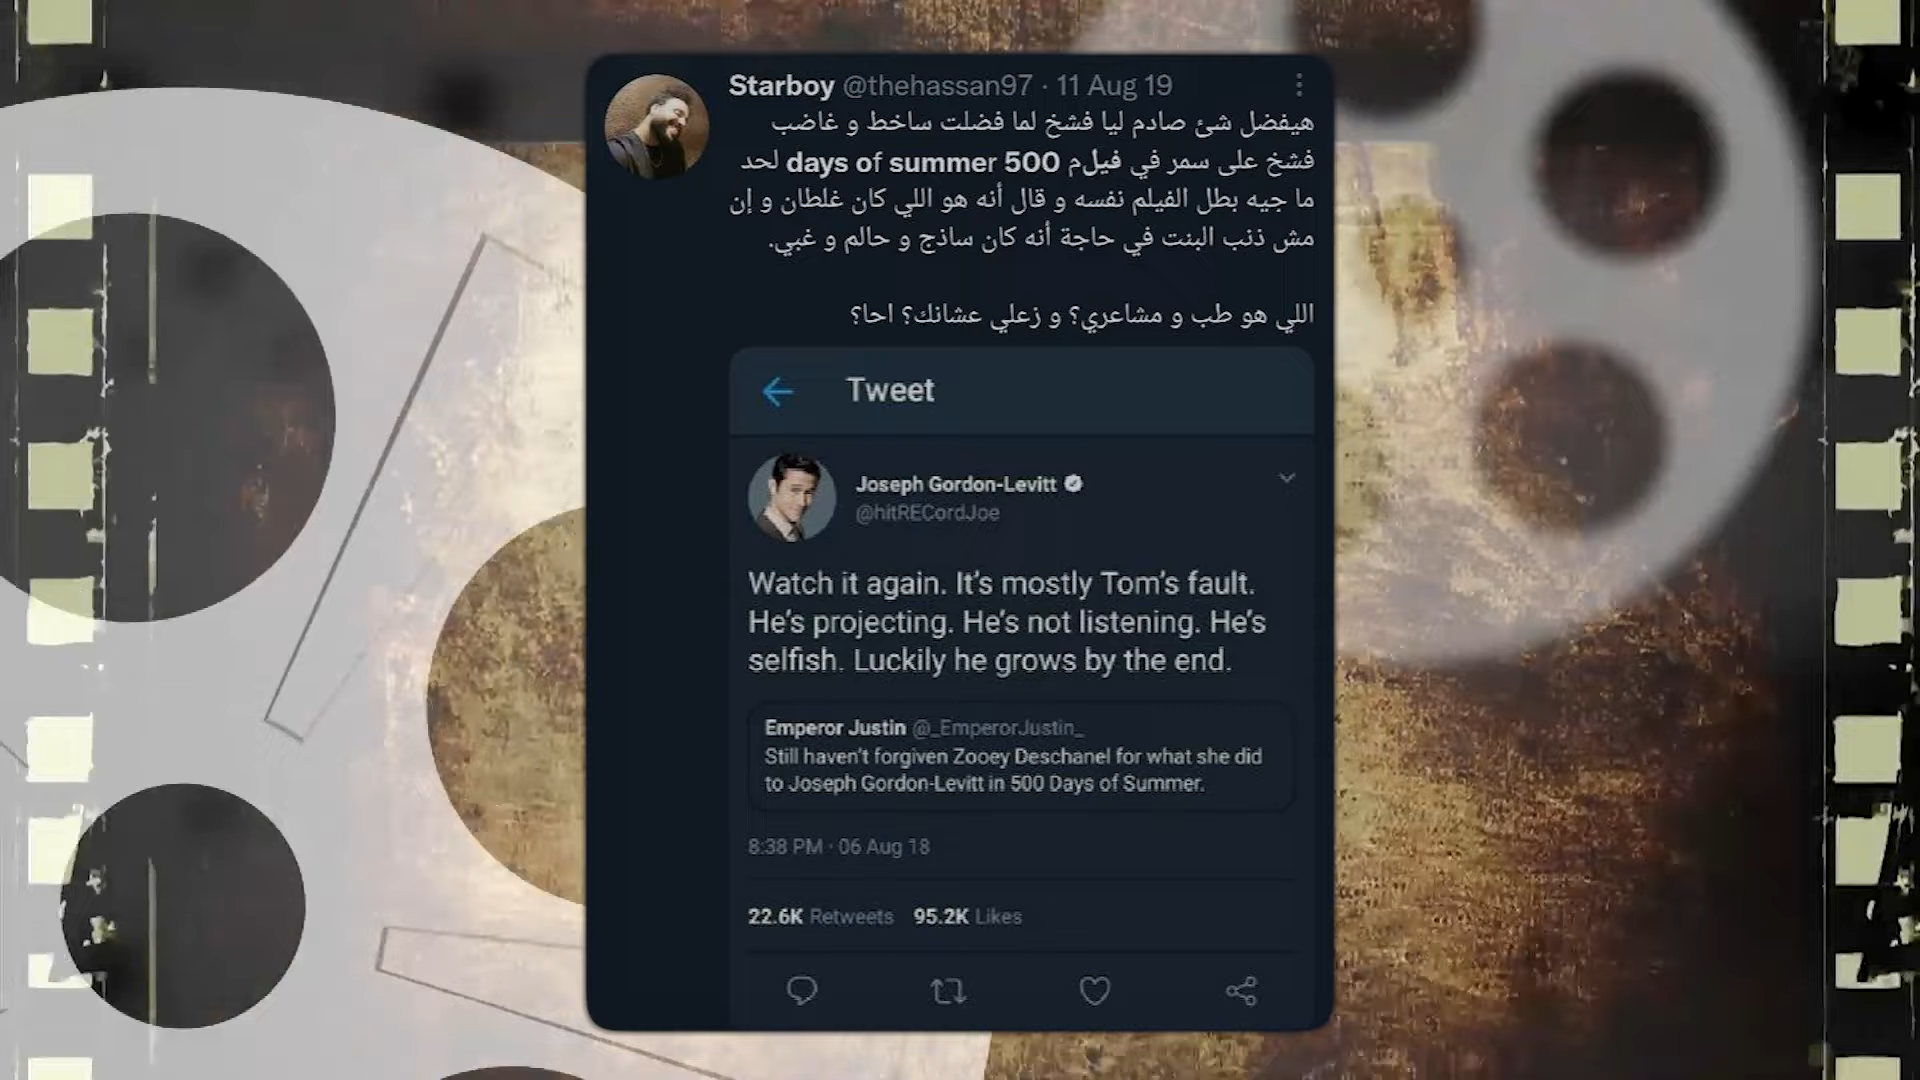 Starboy @thehassan97 · 11 Aug 19
هيفضل شئ صادم ليا فشخ لما فضلت ساخط و غاضب
فشخ على سمر في فيلم 500 days of summer لحد
ما جيه بطل الفيلم نفسه و قال أنه هو اللي كان غلطان و إن
مش ذنب البنت في حاجة أنه كان ساذج و حالم و غبي.
اللي هو طب و مشاعري؟ و زعلي عشانك؟ احا؟
Tweet
Joseph Gordon-Levitt
@hitRECordJoe
Watch it again. It's mostly Tom's fault.
He's projecting. He's not listening. He's
selfish. Luckily he grows by the end.
Emperor Justin @_EmperorJustin_
Still haven't forgiven Zooey Deschanel for what she did
to Joseph Gordon-Levitt in 500 Days of Summer.
8:38 PM · 06 Aug 18
22.6K Retweets 95.2K Likes